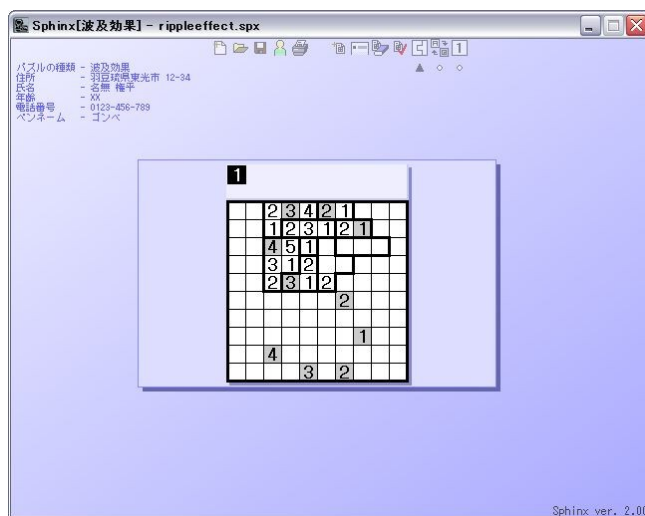 Sphinx[波及効果] - rippleeffect.spx
1
パズルの種類 - 波及効果
住所 - 羽豆琉県東光市 12-34
氏名 - 名無 権平
年齢 - XX
電話番号 - 0123-456-789
ペンネーム - ゴンベ
1
2 3 4 2 1
1 2 3 1 2 1
4 5 1
3 1 2
2 3 1 2
2
1
4
3 2
Sphinx ver. 2.00